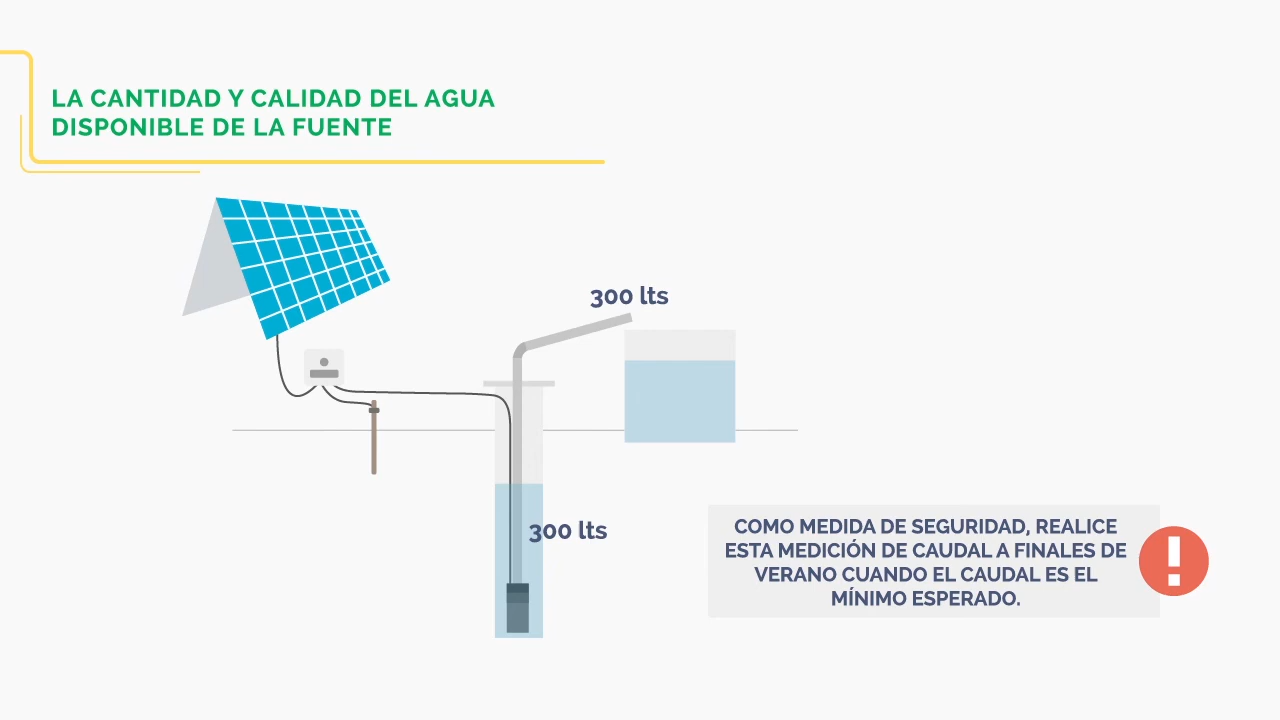 LA CANTIDAD Y CALIDAD DEL AGUA
DISPONIBLE DE LA FUENTE
300 lts
300 lts
COMO MEDIDA DE SEGURIDAD, REALICE
ESTA MEDICIÓN DE CAUDAL A FINALES DE
VERANO CUANDO EL CAUDAL ES EL
MÍNIMO ESPERADO.